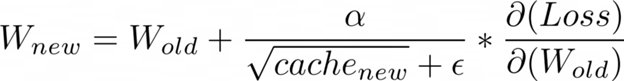 W_{new} = W_{old} + \frac{\alpha}{\sqrt{cache_{new}} + \epsilon} * \frac{\partial(Loss)}{\partial(W_{old})}